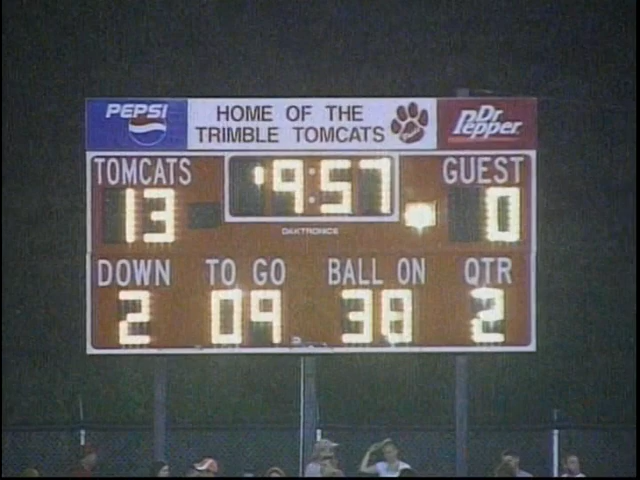 PEPSI
HOME OF THE
TRIMBLE TOMCATS
Dr Pepper
TOMCATS
9:57
GUEST
13
0
DAKTRONICS
DOWN TO GO BALL ON QTR
2 09 38 2